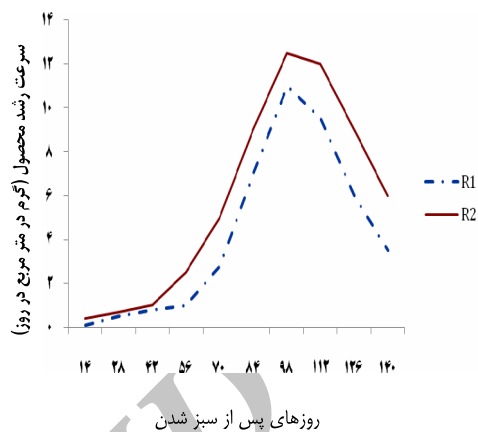 سرعت رشد محصول (گرم در متر مربع در روز)
۱۴
۱۲
۱۰
۸
۶
۴
۲
۰
R1
R2
۱۴ ۲۸ ۴۲ ۵۶ ۷۰ ۸۴ ۹۸ ۱۱۲ ۱۲۶ ۱۴۰
روزهای پس از سبز شدن